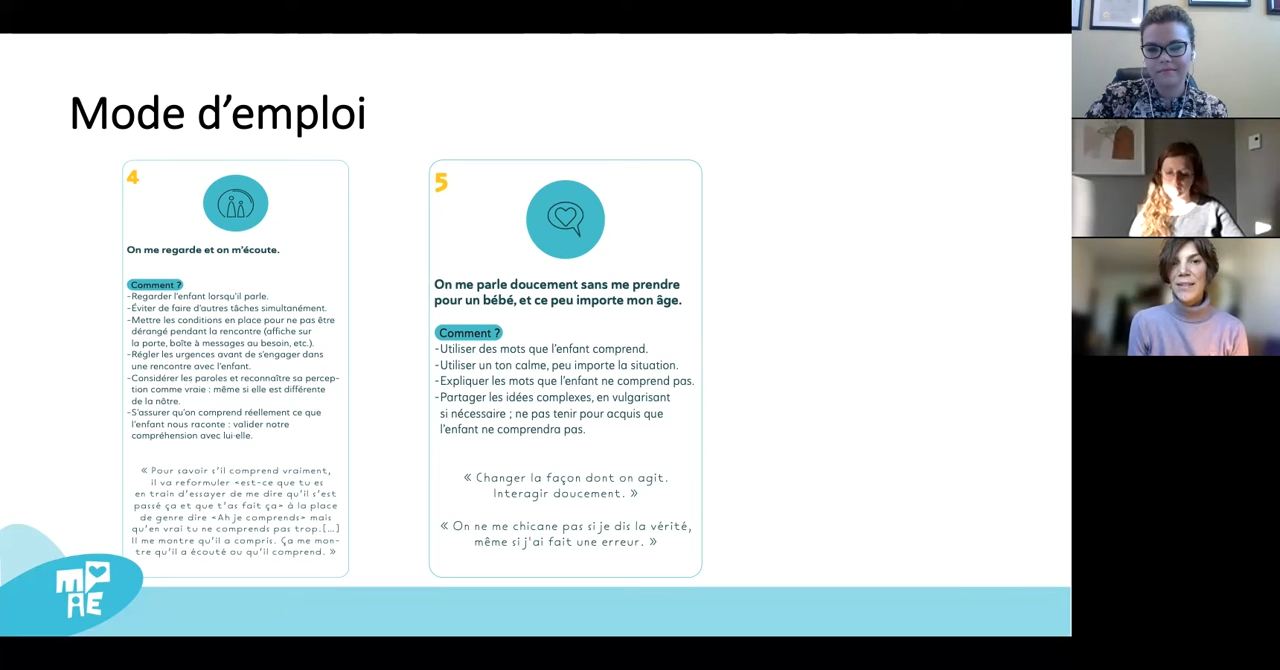 Mode d'emploi
4
On me regarde et on m'écoute.
Comment ?
-Regarder l'enfant lorsqu'il parle.
-Éviter de faire d'autres tâches simultanément.
-Mettre les conditions en place pour ne pas être
dérangé pendant la rencontre (affiche sur
la porte, boîte à messages au besoin, etc.).
-Régler les urgences avant de s'engager dans
une rencontre avec l'enfant.
-Considérer les paroles et reconnaître sa percep-
tion comme vraie : même si elle est différente
de la nôtre.
-S'assurer qu'on comprend réellement ce que
l'enfant nous raconte : valider notre
compréhension avec lui·elle.
« Pour savoir s'il comprend vraiment,
il va reformuler «est-ce que tu es
en train d'essayer de me dire qu'il s'est
passé ça et que t'as fait ça» à la place
de genre dire «Ah je comprends» mais
qu'en vrai tu ne comprends pas trop.[...]
Il me montre qu'il a compris. Ça me mon-
tre qu'il a écouté ou qu'il comprend. »
5
On me parle doucement sans me prendre
pour un bébé, et ce peu importe mon âge.
Comment ?
-Utiliser des mots que l'enfant comprend.
-Utiliser un ton calme, peu importe la situation.
-Expliquer les mots que l'enfant ne comprend pas.
-Partager les idées complexes, en vulgarisant
si nécessaire ; ne pas tenir pour acquis que
l'enfant ne comprendra pas.
« Changer la façon dont on agit.
Interagir doucement. »
« On ne me chicane pas si je dis la vérité,
même si j'ai fait une erreur. »